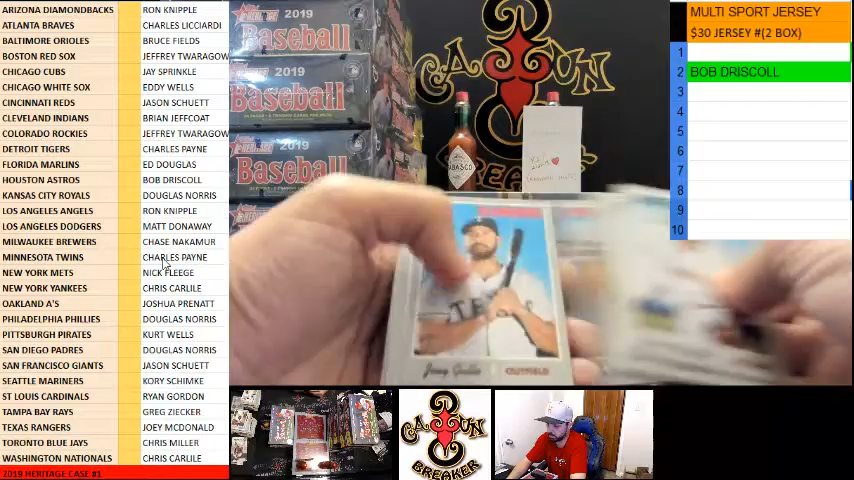 ARIZONA DIAMONDBACKS RON KNIPPLE
ATLANTA BRAVES CHARLES LICCIARDI
BALTIMORE ORIOLES BRUCE FIELDS
BOSTON RED SOX JEFFREY TWARAGOW
CHICAGO CUBS JAY SPRINKLE
CHICAGO WHITE SOX EDDY WELLS
CINCINNATI REDS JASON SCHUETT
CLEVELAND INDIANS BRIAN JEFFCOAT
COLORADO ROCKIES JEFFREY TWARAGOW
DETROIT TIGERS CHARLES PAYNE
FLORIDA MARLINS ED DOUGLAS
HOUSTON ASTROS BOB DRISCOLL
KANSAS CITY ROYALS DOUGLAS NORRIS
LOS ANGELES ANGELS RON KNIPPLE
LOS ANGELES DODGERS MATT DONAWAY
MILWAUKEE BREWERS CHASE NAKAMUR
MINNESOTA TWINS CHARLES PAYNE
NEW YORK METS NICK FLEEGE
NEW YORK YANKEES CHRIS CARLILE
OAKLAND A'S JOSHUA PRENATT
PHILADELPHIA PHILLIES DOUGLAS NORRIS
PITTSBURGH PIRATES KURT WELLS
SAN DIEGO PADRES DOUGLAS NORRIS
SAN FRANCISCO GIANTS JASON SCHUETT
SEATTLE MARINERS KORY SCHIMKE
ST LOUIS CARDINALS RYAN GORDON
TAMPA BAY RAYS GREG ZIECKER
TEXAS RANGERS JOEY MCDONALD
TORONTO BLUE JAYS CHRIS MILLER
WASHINGTON NATIONALS CHRIS CARLILE
2019 HERITAGE CASE #1
2019
Baseball
2019
Baseball
2019
Baseball
CAJUN
BREAKER
TABASCO
OUTFIELD
CAJUN
BREAKER
MULTI SPORT JERSEY
$30 JERSEY #(2 BOX)
1
2 BOB DRISCOLL
3
4
5
6
7
8
9
10